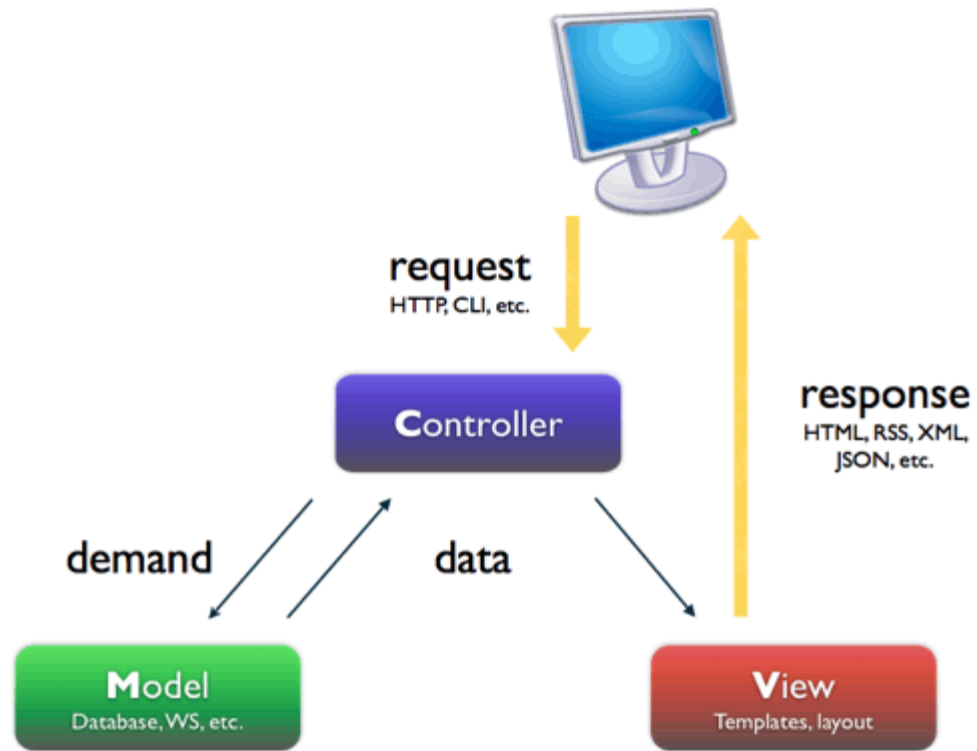 request
HTTP, CLI, etc.
Controller
response
HTML, RSS, XML,
JSON, etc.
demand
data
Model
Database, WS, etc.
View
Templates, layout